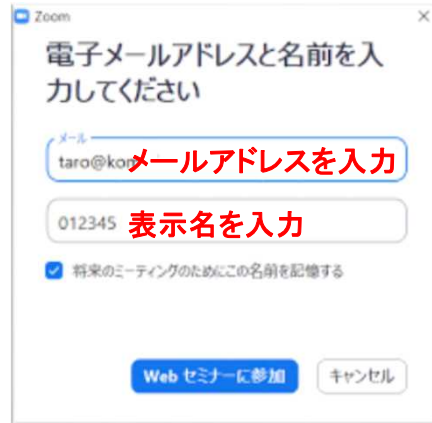 Zoom
電子メールアドレスと名前を入
力してください
メール
taro@kom
メールアドレスを入力
012345 表示名を入力
将来のミーティングのためにこの名前を記憶する
Web セミナーに参加 キャンセル